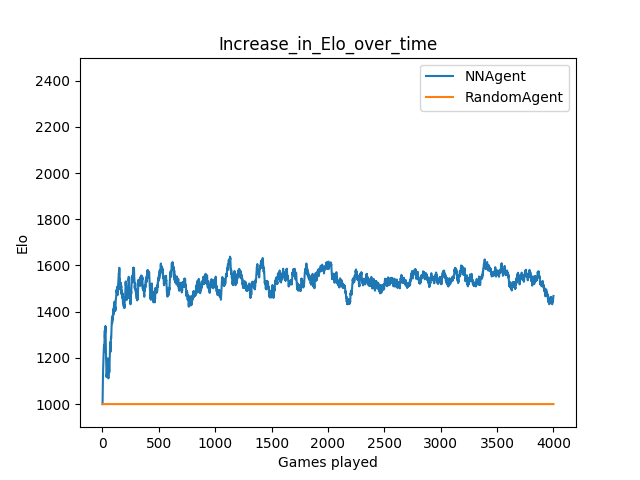 Increase_in_Elo_over_time
NNAgent
RandomAgent
2400
2200
2000
1800
1600
1400
1200
1000
Elo
0 500 1000 1500 2000 2500 3000 3500 4000
Games played